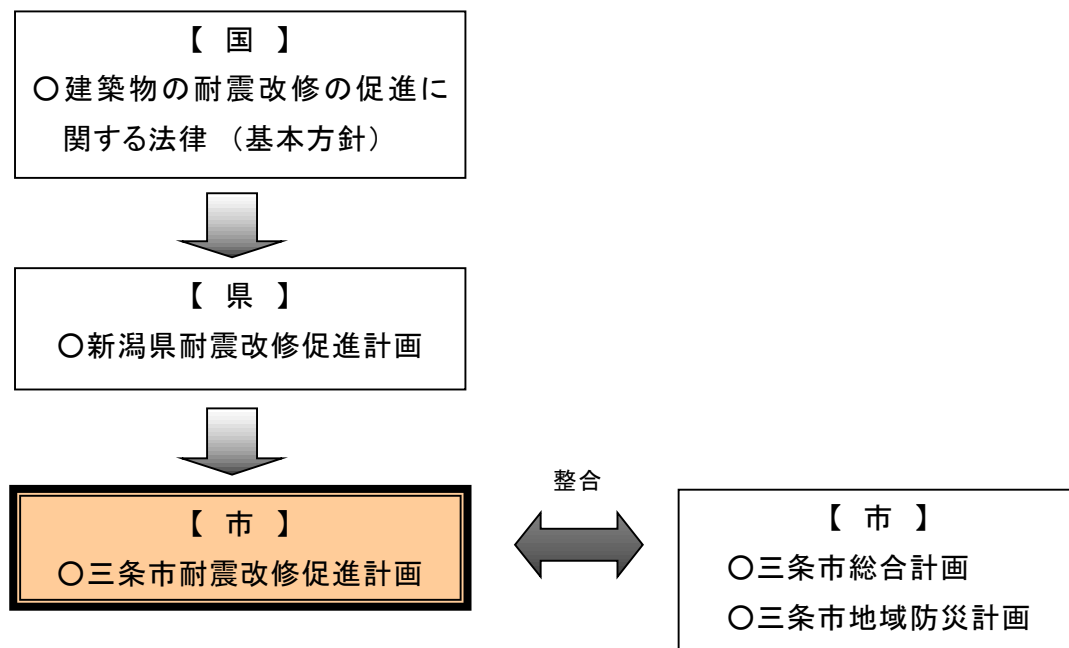 【 国 】
○建築物の耐震改修の促進に
関する法律 （基本方針）
【 県 】
○新潟県耐震改修促進計画
【 市 】
○三条市耐震改修促進計画
整合
【 市 】
○三条市総合計画
○三条市地域防災計画